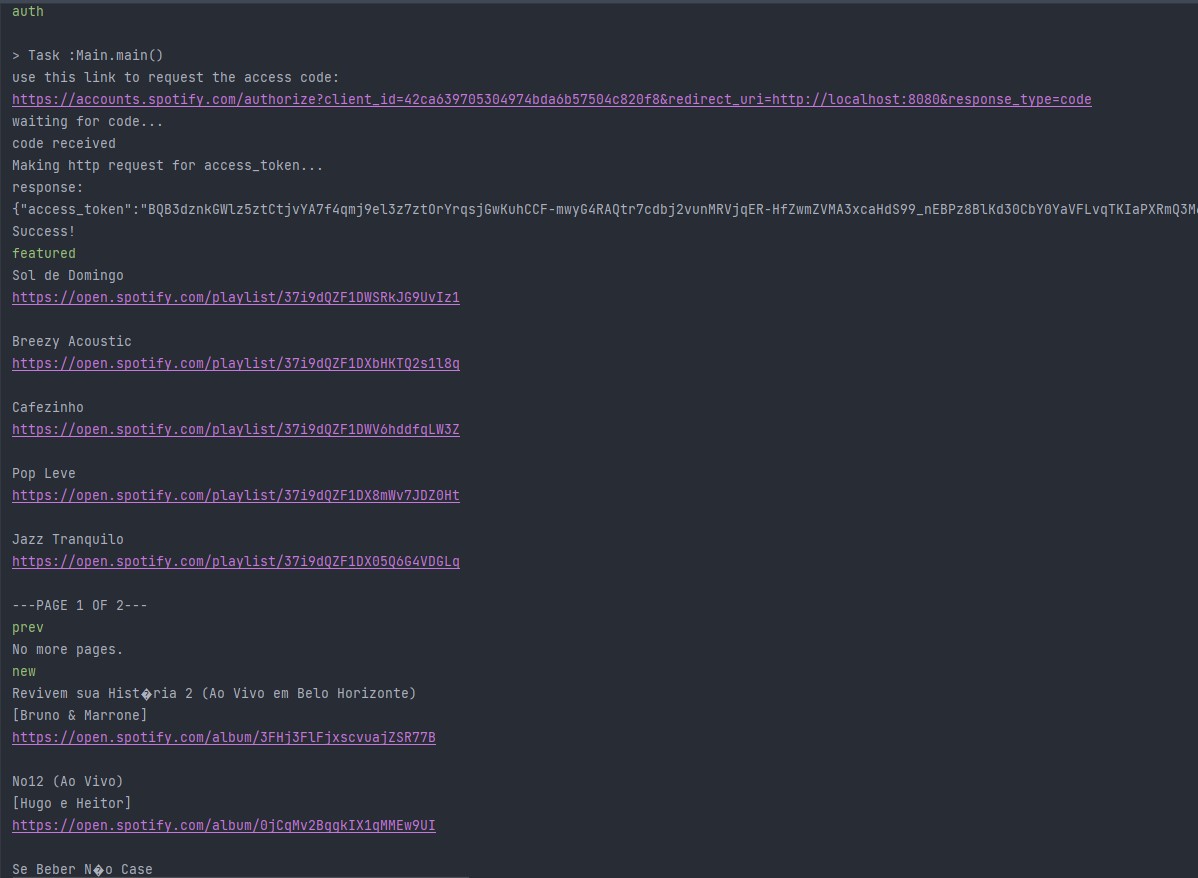 auth
> Task :Main.main()
use this link to request the access code:
https://accounts.spotify.com/authorize?client_id=42ca639705304974bda6b57504c820f8&redirect_uri=http://localhost:8080&response_type=code
waiting for code...
code received
Making http request for access_token...
response:
{"access_token":"BQB3dznkGWlz5ztCtjvYA7f4qmj9el3z7ztOrYrqsjGwKuhCCF-mwyG4RAQtr7cdbj2vunMRVjqER-HfZwmZVMA3xcaHdS99_nEBPz8BlKd30CbY0YaVFLvqTKIaPXRmQ3M
Success!
featured
Sol de Domingo
https://open.spotify.com/playlist/37i9dQZF1DWSRkJG9UvIz1
Breezy Acoustic
https://open.spotify.com/playlist/37i9dQZF1DXbHKTQ2s1l8q
Cafezinho
https://open.spotify.com/playlist/37i9dQZF1DWV6hddfqLW3Z
Pop Leve
https://open.spotify.com/playlist/37i9dQZF1DX8mWv7JDZ0Ht
Jazz Tranquilo
https://open.spotify.com/playlist/37i9dQZF1DX05Q6G4VDGLq
---PAGE 1 OF 2---
prev
No more pages.
new
Revivem sua Hist�ria 2 (Ao Vivo em Belo Horizonte)
[Bruno & Marrone]
https://open.spotify.com/album/3FHj3FlFjxscvuajZSR77B
No12 (Ao Vivo)
[Hugo e Heitor]
https://open.spotify.com/album/0jCqMv2BqqkIX1qMMEw9UI
Se Beber N�o Case